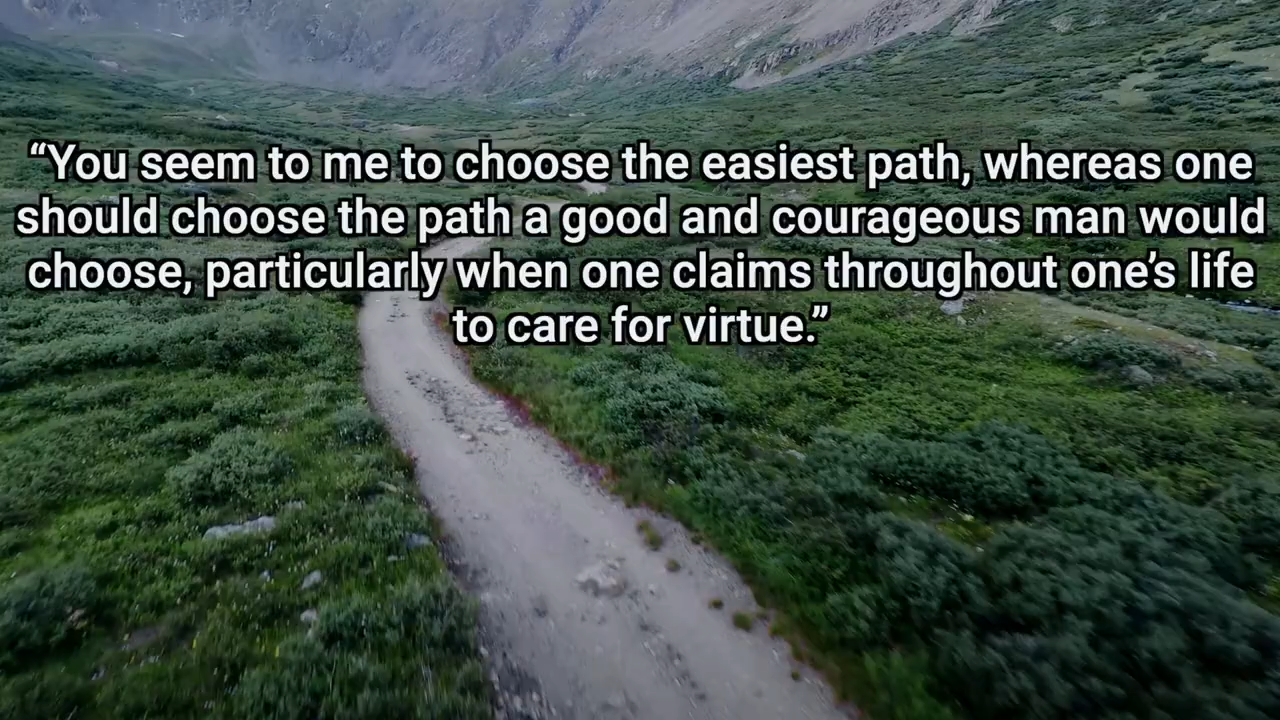 “You seem to me to choose the easiest path, whereas one
should choose the path a good and courageous man would
choose, particularly when one claims throughout one’s life
to care for virtue.”